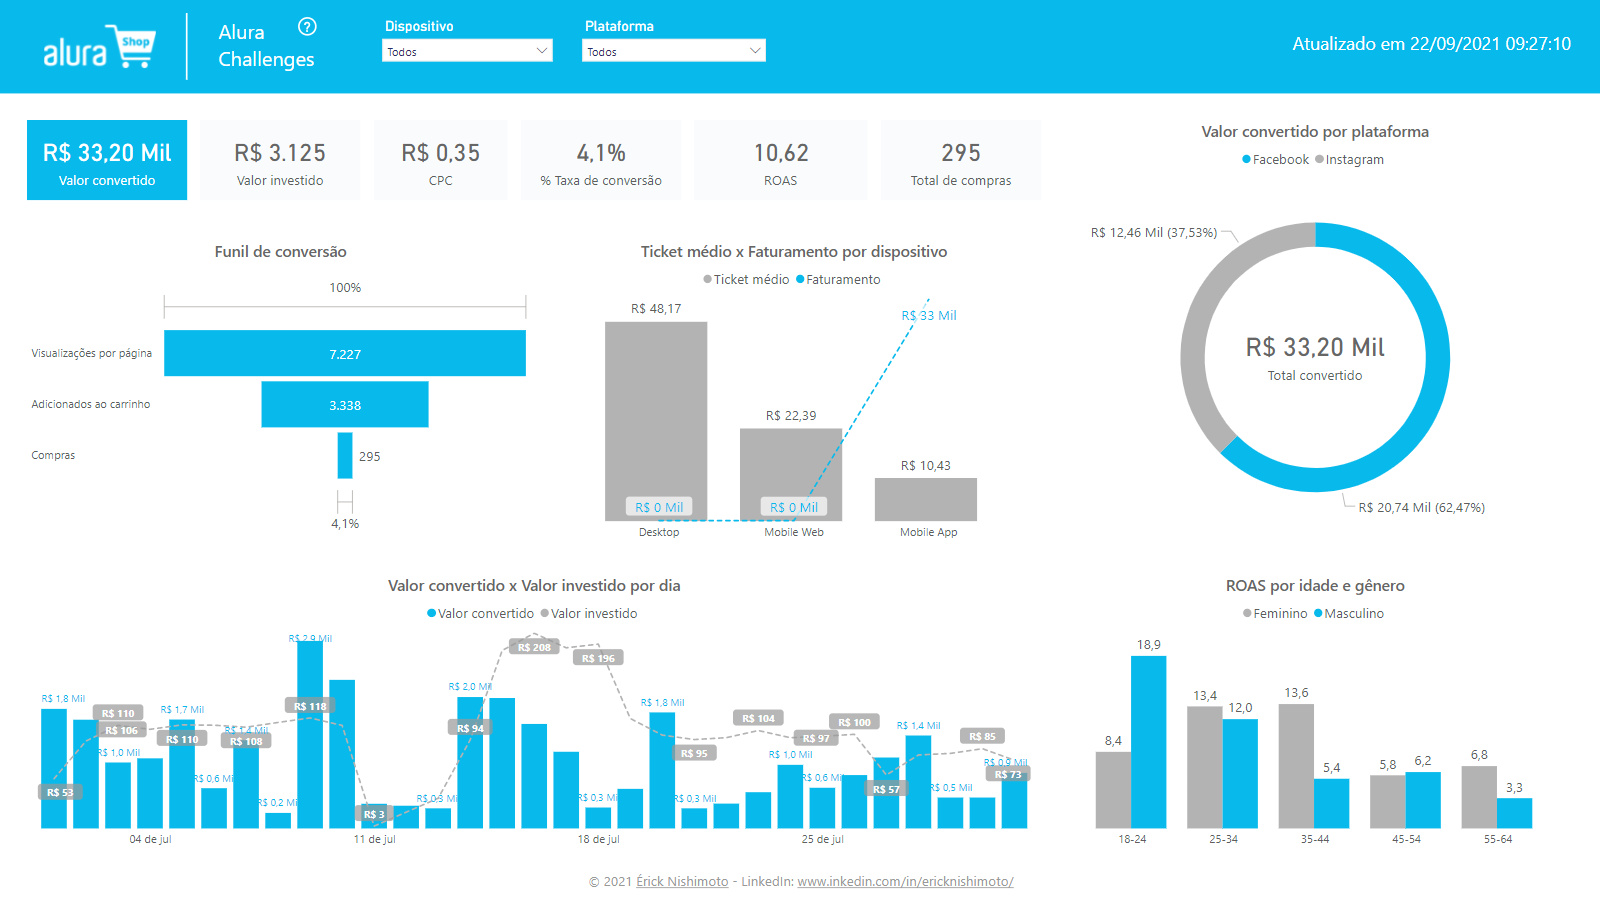 alura Shop
Alura Challenges
?
Dispositivo
Todos
Plataforma
Todos
Atualizado em 22/09/2021 09:27:10
R$ 33,20 Mil
Valor convertido
R$ 3.125
Valor investido
R$ 0,35
CPC
4,1%
% Taxa de conversão
10,62
ROAS
295
Total de compras
Funil de conversão
100%
Visualizações por página
7.227
Adicionados ao carrinho
3.338
Compras
295
4,1%
Ticket médio x Faturamento por dispositivo
Ticket médio Faturamento
R$ 48,17
R$ 33 Mil
R$ 22,39
R$ 10,43
R$ 0 Mil
R$ 0 Mil
Desktop
Mobile Web
Mobile App
Valor convertido por plataforma
Facebook Instagram
R$ 12,46 Mil (37,53%)
R$ 33,20 Mil
Total convertido
R$ 20,74 Mil (62,47%)
Valor convertido x Valor investido por dia
Valor convertido Valor investido
R$ 1,8 Mil
R$ 53
R$ 110
R$ 106
R$ 1,0 Mil
R$ 1,7 Mil
R$ 110
R$ 0,6 Mil
R$ 1,4 Mil
R$ 108
R$ 0,2 Mil
R$ 2,9 Mil
R$ 118
R$ 3
R$ 0,3 Mil
R$ 2,0 Mil
R$ 94
R$ 208
R$ 196
R$ 0,3 Mil
R$ 1,8 Mil
R$ 95
R$ 0,3 Mil
R$ 104
R$ 1,0 Mil
R$ 97
R$ 0,6 Mil
R$ 100
R$ 57
R$ 1,4 Mil
R$ 0,5 Mil
R$ 85
R$ 0,9 Mil
R$ 73
04 de jul
11 de jul
18 de jul
25 de jul
ROAS por idade e gênero
Feminino Masculino
8,4
18,9
13,4
12,0
13,6
5,4
5,8
6,2
6,8
3,3
18-24
25-34
35-44
45-54
55-64
© 2021 Érick Nishimoto - LinkedIn: www.inkedin.com/in/ericknishimoto/